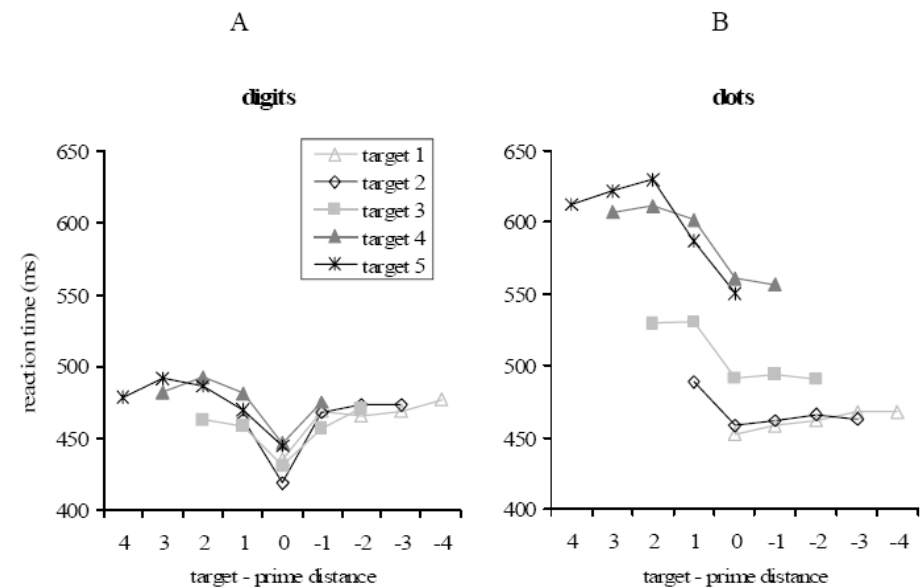 A
B
digits
dots
650
600
550
500
450
400
reaction time (ms)
target 1
target 2
target 3
target 4
target 5
4 3 2 1 0 -1 -2 -3 -4
target - prime distance
650
600
550
500
450
400
4 3 2 1 0 -1 -2 -3 -4
target - prime distance